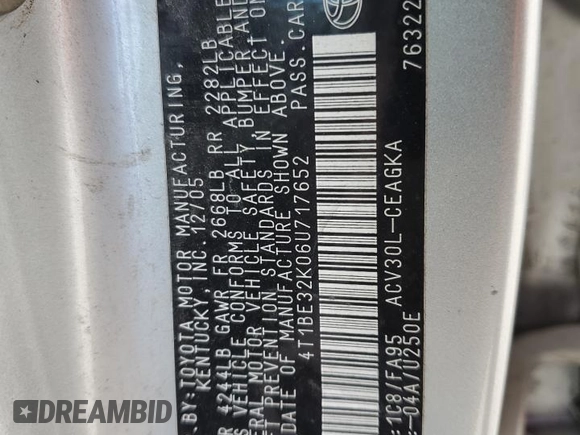 BY: TOYOTA MOTOR MANUFACTURING,
KENTUCKY, INC. 12/05
4244LB GAWR FR 2668LB RR 2282LB
VEHICLE CONFORMS TO ALL APPLICABLE
MOTOR VEHICLE SAFETY BUMPER AND
PREVENTION STANDARDS IN EFFECT ON
DATE OF MANUFACTURE SHOWN ABOVE.
4T1BE32K06U717652 PASS.CAR
1C8/FA95 ACV30L-CEAGKA 76322
-04A/U250E
DREAMBID